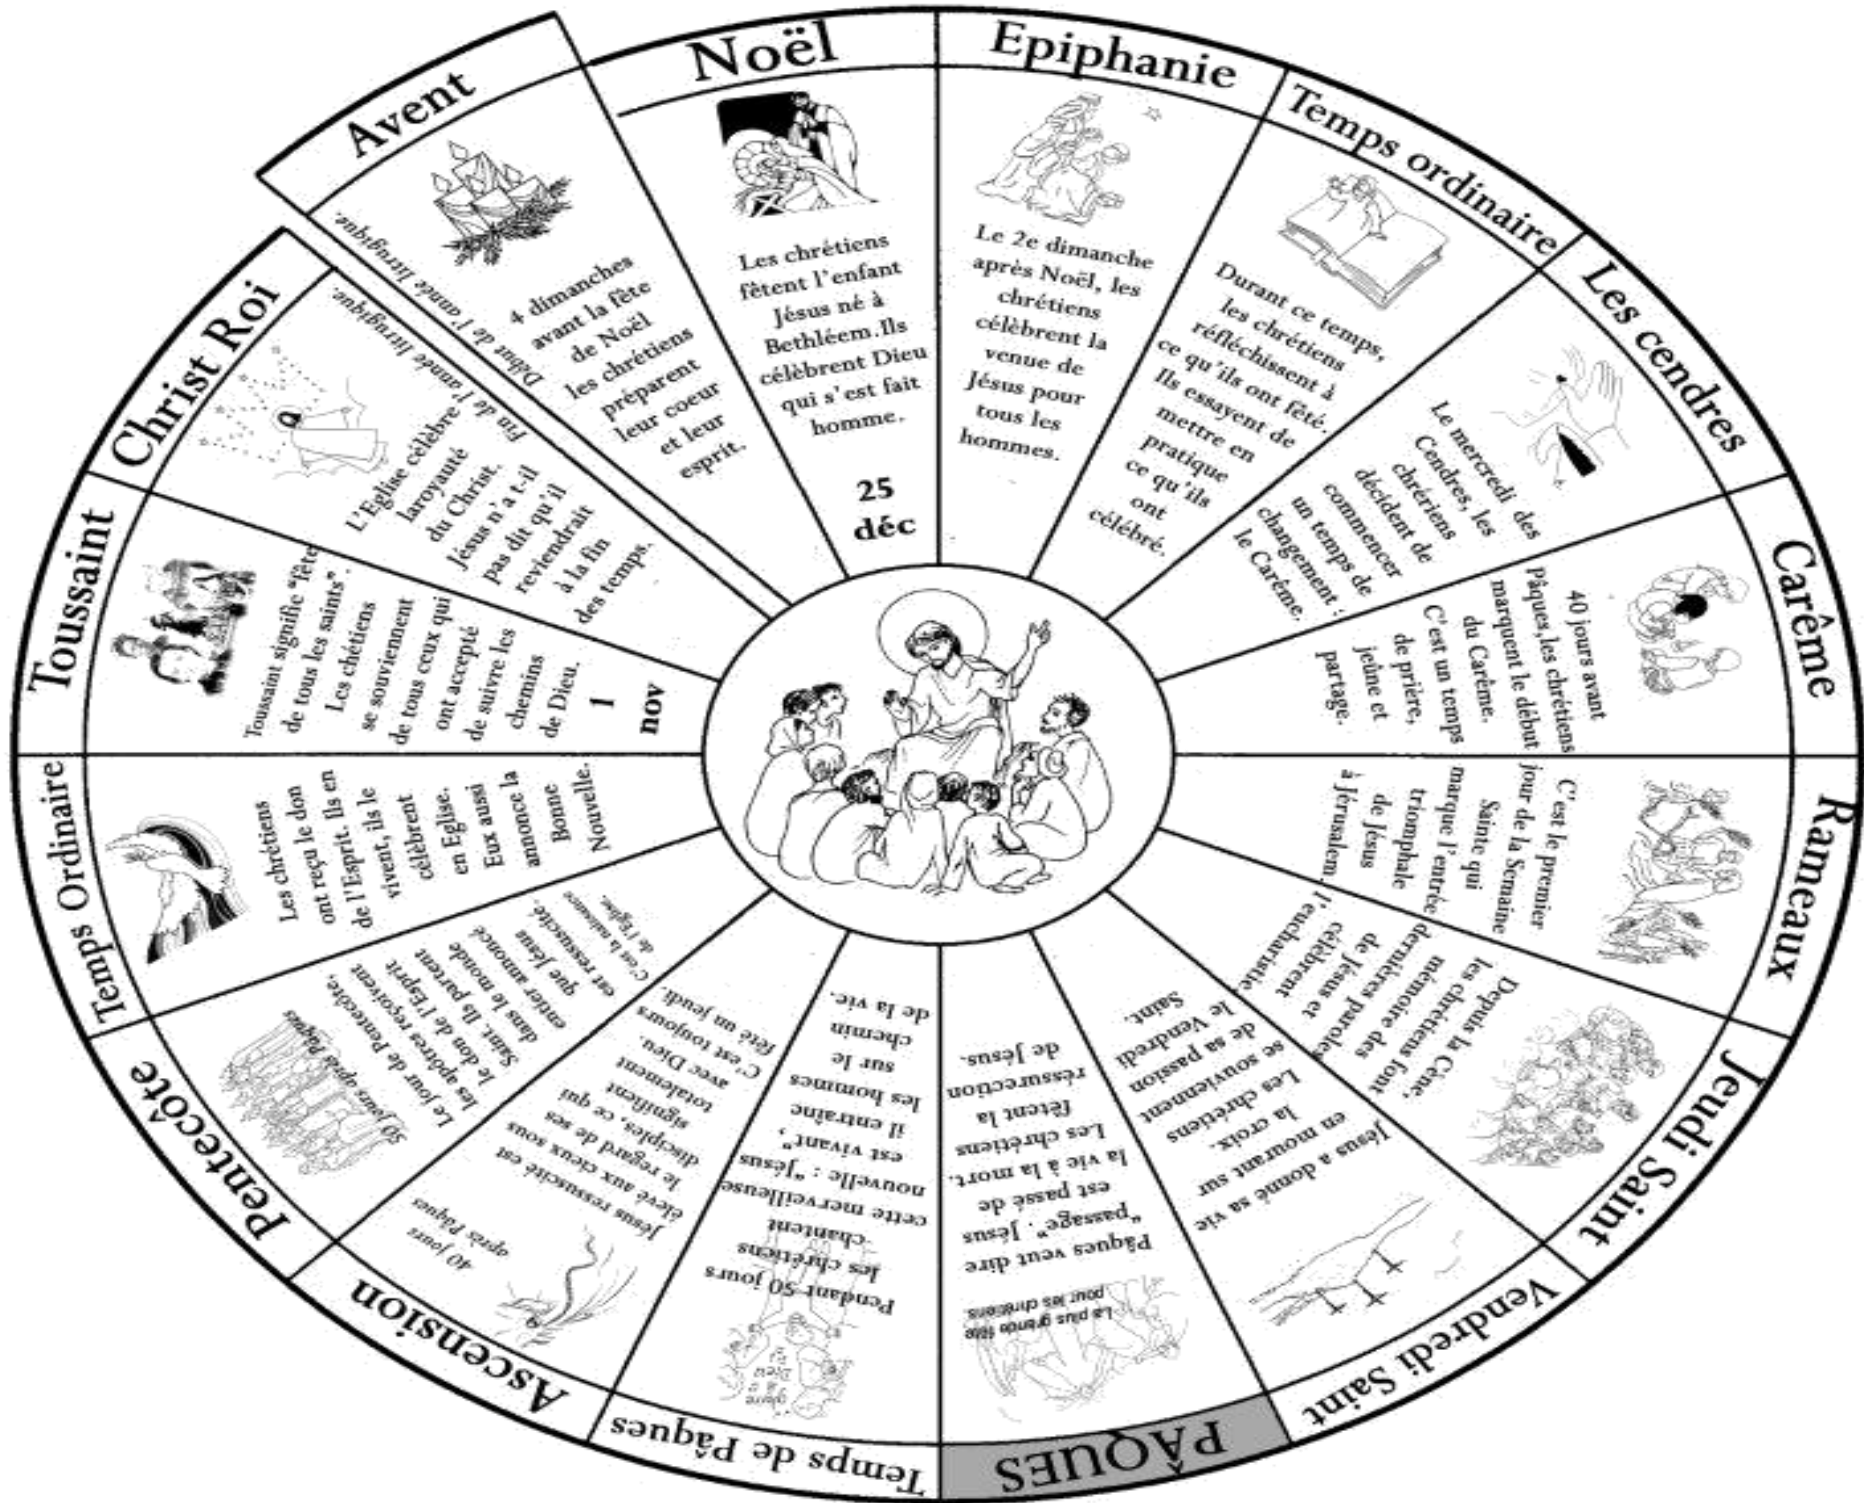 Avent
Début de l'année liturgique.
4 dimanches
avant la fête
de Noël
les chrétiens
préparent
leur coeur
et leur
esprit.
Noël
Les chrétiens
fêtent l'enfant
Jésus né à
Bethléem.Ils
célèbrent Dieu
qui s'est fait
homme.
25
déc
Epiphanie
Le 2e dimanche
après Noël, les
chrétiens
célèbrent la
venue de
Jésus pour
tous les
hommes.
Temps ordinaire
Durant ce temps,
les chrétiens
réfléchissent à
ce qu'ils ont fêté.
Ils essayent de
mettre en
pratique
ce qu'ils
ont
célébré.
Les cendres
Le mercredi des
Cendres, les
chrériens
décident de
commencer
un temps de
changement :
le Carême.
Carême
40 jours avant
Pâques,les chrétiens
marquent le début
du Carême.
C'est un temps
de prière,
jeûne et
partage.
Rameaux
C'est le premier
jour de la Semaine
Sainte qui
marque l'entrée
triomphale
de Jésus
à Jérusalem.
Jeudi Saint
Depuis la Cène,
les chrétiens font
mémoire des
dernières paroles
de Jésus et
célèbrent
l'eucharistie
Vendredi Saint
Jésus a donné sa vie
en mourant sur
la croix.
Les chrétiens
se souviennent
de sa passion
le Vendredi
Saint.
PÂQUES
La plus grande fête
pour les chrétiens
Pâques veut dire
"passage". Jésus
est passé de
la vie à la mort.
Les chrétiens
fêtent la
résurrection
de Jésus.
Temps de Pâques
Pendant 50 jours
les chrétiens
chantent
cette merveilleuse
nouvelle : "Jésus
est vivant",
il entraîne
les hommes
sur le
chemin
de la vie.
Ascension
40 jours
après Pâques
Jésus ressuscité est
élevé aux cieux sous
le regard de ses
disciples, ce qui
signifient
totalement
avec Dieu.
C'est toujours
fêté un jeudi.
Pentecôte
50 jours après Pâques
Le jour de Pentecôte,
les apôtres reçoivent
le don de l'Esprit
Saint. Ils partent
dans le monde
entier annoncé
que Jésus
est ressuscité.
C'est la naissance
de l'Eglise.
Temps Ordinaire
Les chrétiens
ont reçu le don
de l'Esprit. Ils en
vivent, ils le
célèbrent
en Eglise.
Eux aussi
annonce la
Bonne
Nouvelle.
Toussaint
Toussaint signifie "fête
de tous les saints".
Les chétiens
se souviennent
de tous ceux qui
ont accepté
de suivre les
chemins
de Dieu.
1
nov
Christ Roi
Fin de l'année liturgique.
L'Eglise célèbre
laroyauté
du Christ.
Jésus n'a t-il
pas dit qu'il
reviendrait
à la fin
des temps.